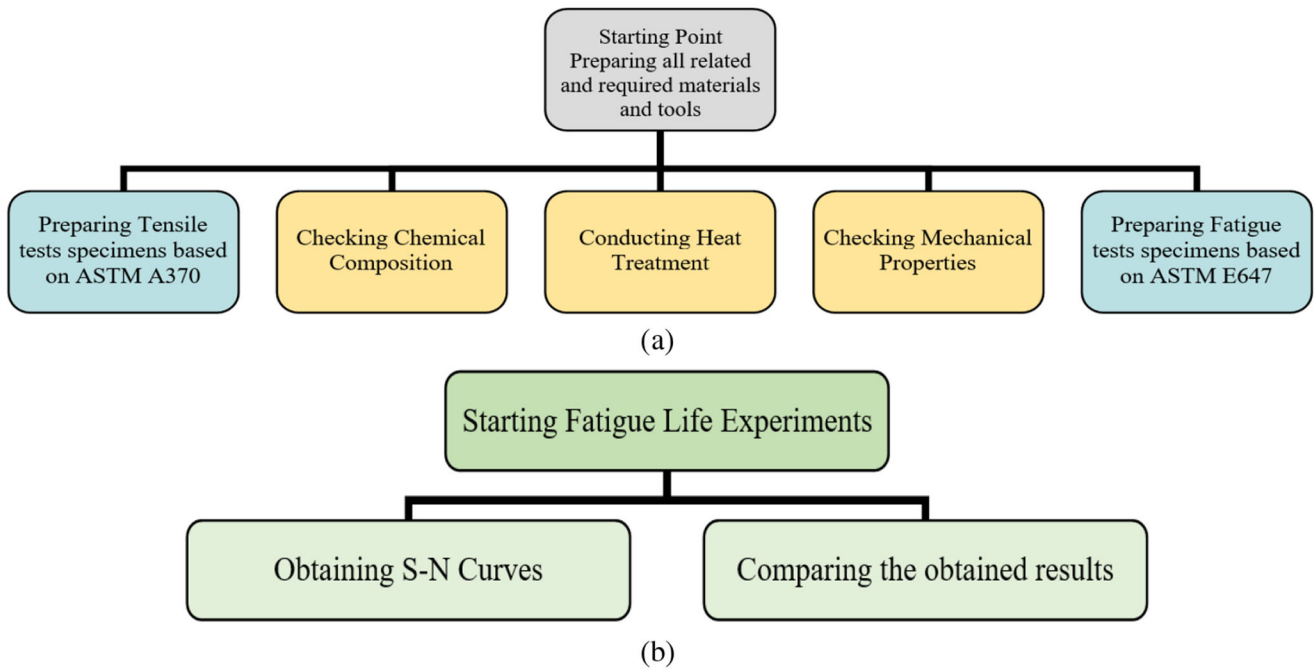 Starting Point
Preparing all related
and required materials
and tools
Preparing Tensile
tests specimens based
on ASTM A370
Checking Chemical
Composition
Conducting Heat
Treatment
Checking Mechanical
Properties
Preparing Fatigue
tests specimens based
on ASTM E647
(a)
Starting Fatigue Life Experiments
Obtaining S-N Curves
Comparing the obtained results
(b)